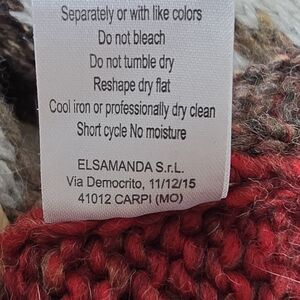 Separately or with like colors
Do not bleach
Do not tumble dry
Reshape dry flat
Cool iron or professionally dry clean
Short cycle No moisture
ELSAMANDA S.r.L.
Via Democrito, 11/12/15
41012 CARPI (MO)